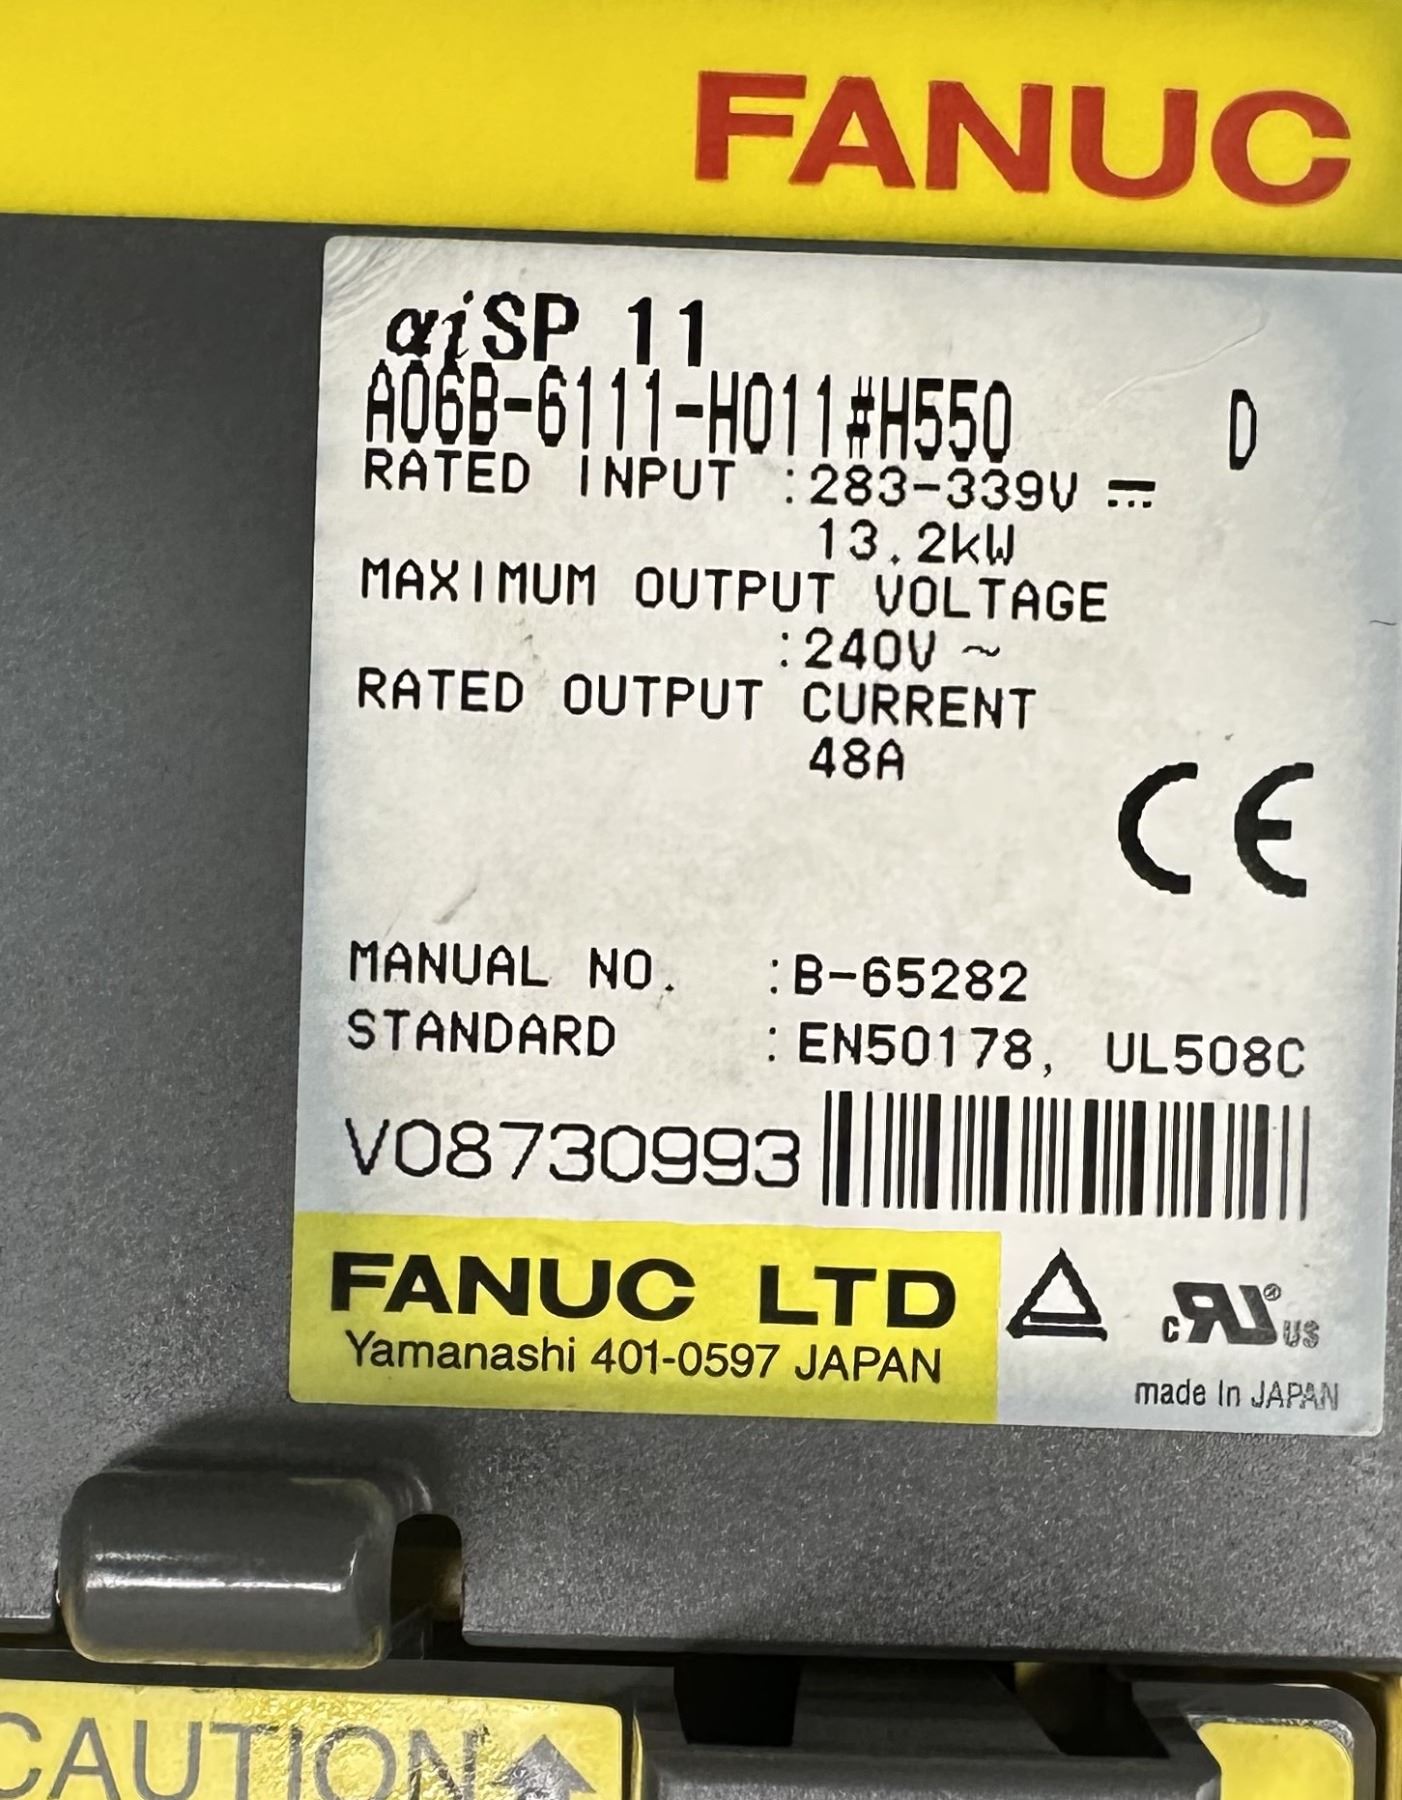 FANUC
αiSP 11
A06B-6111-H011#H550 D
RATED INPUT :283-339V ⎓
13.2kW
MAXIMUM OUTPUT VOLTAGE
:240V ~
RATED OUTPUT CURRENT
48A
CE
MANUAL NO. :B-65282
STANDARD :EN50178, UL508C
V08730993
FANUC LTD
Yamanashi 401-0597 JAPAN
c RU ® US
made In JAPAN
CAUTION